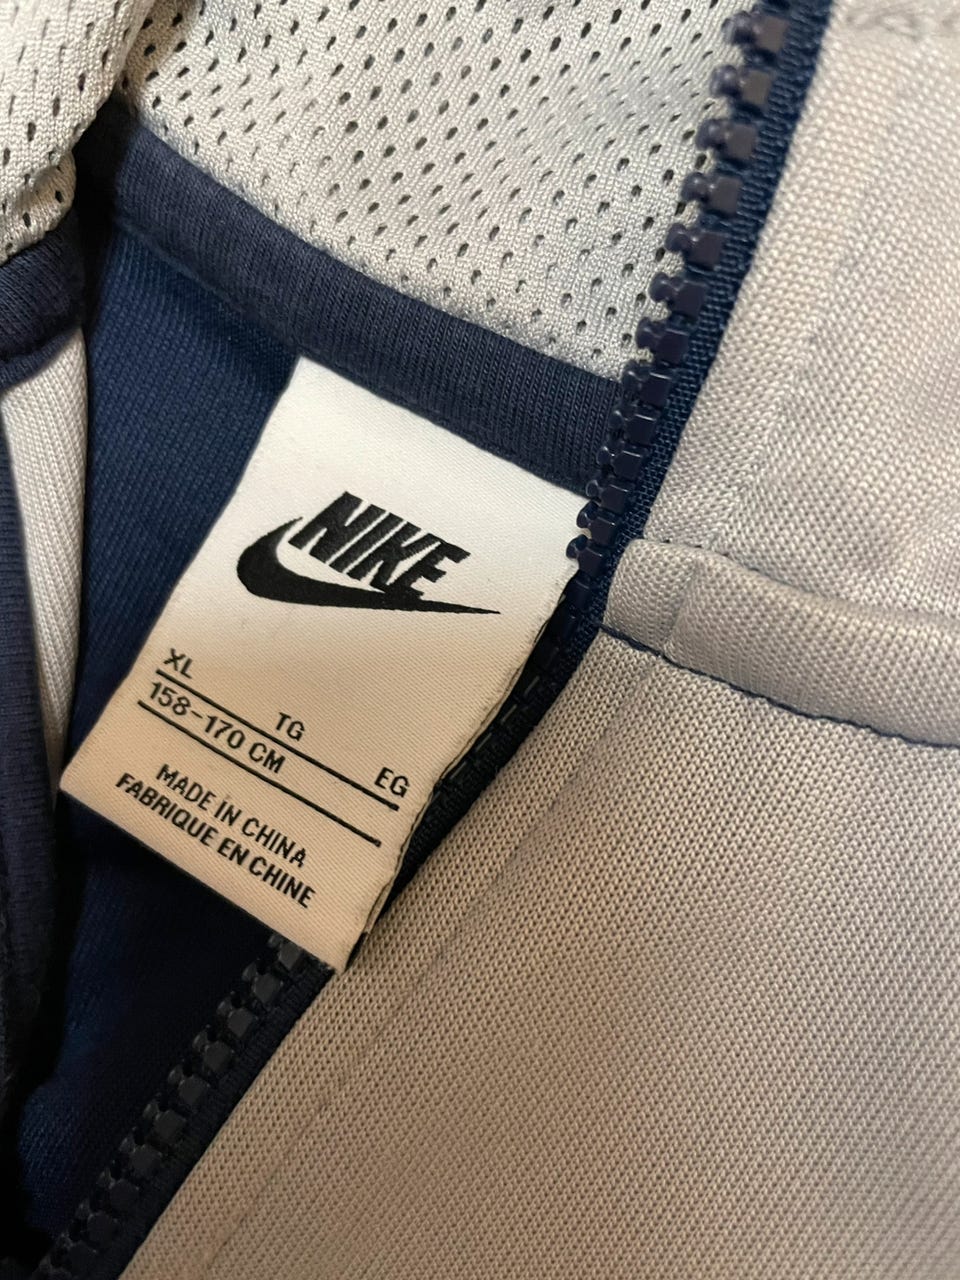 NIKE
XL TG EG
158-170 CM
MADE IN CHINA
FABRIQUE EN CHINE